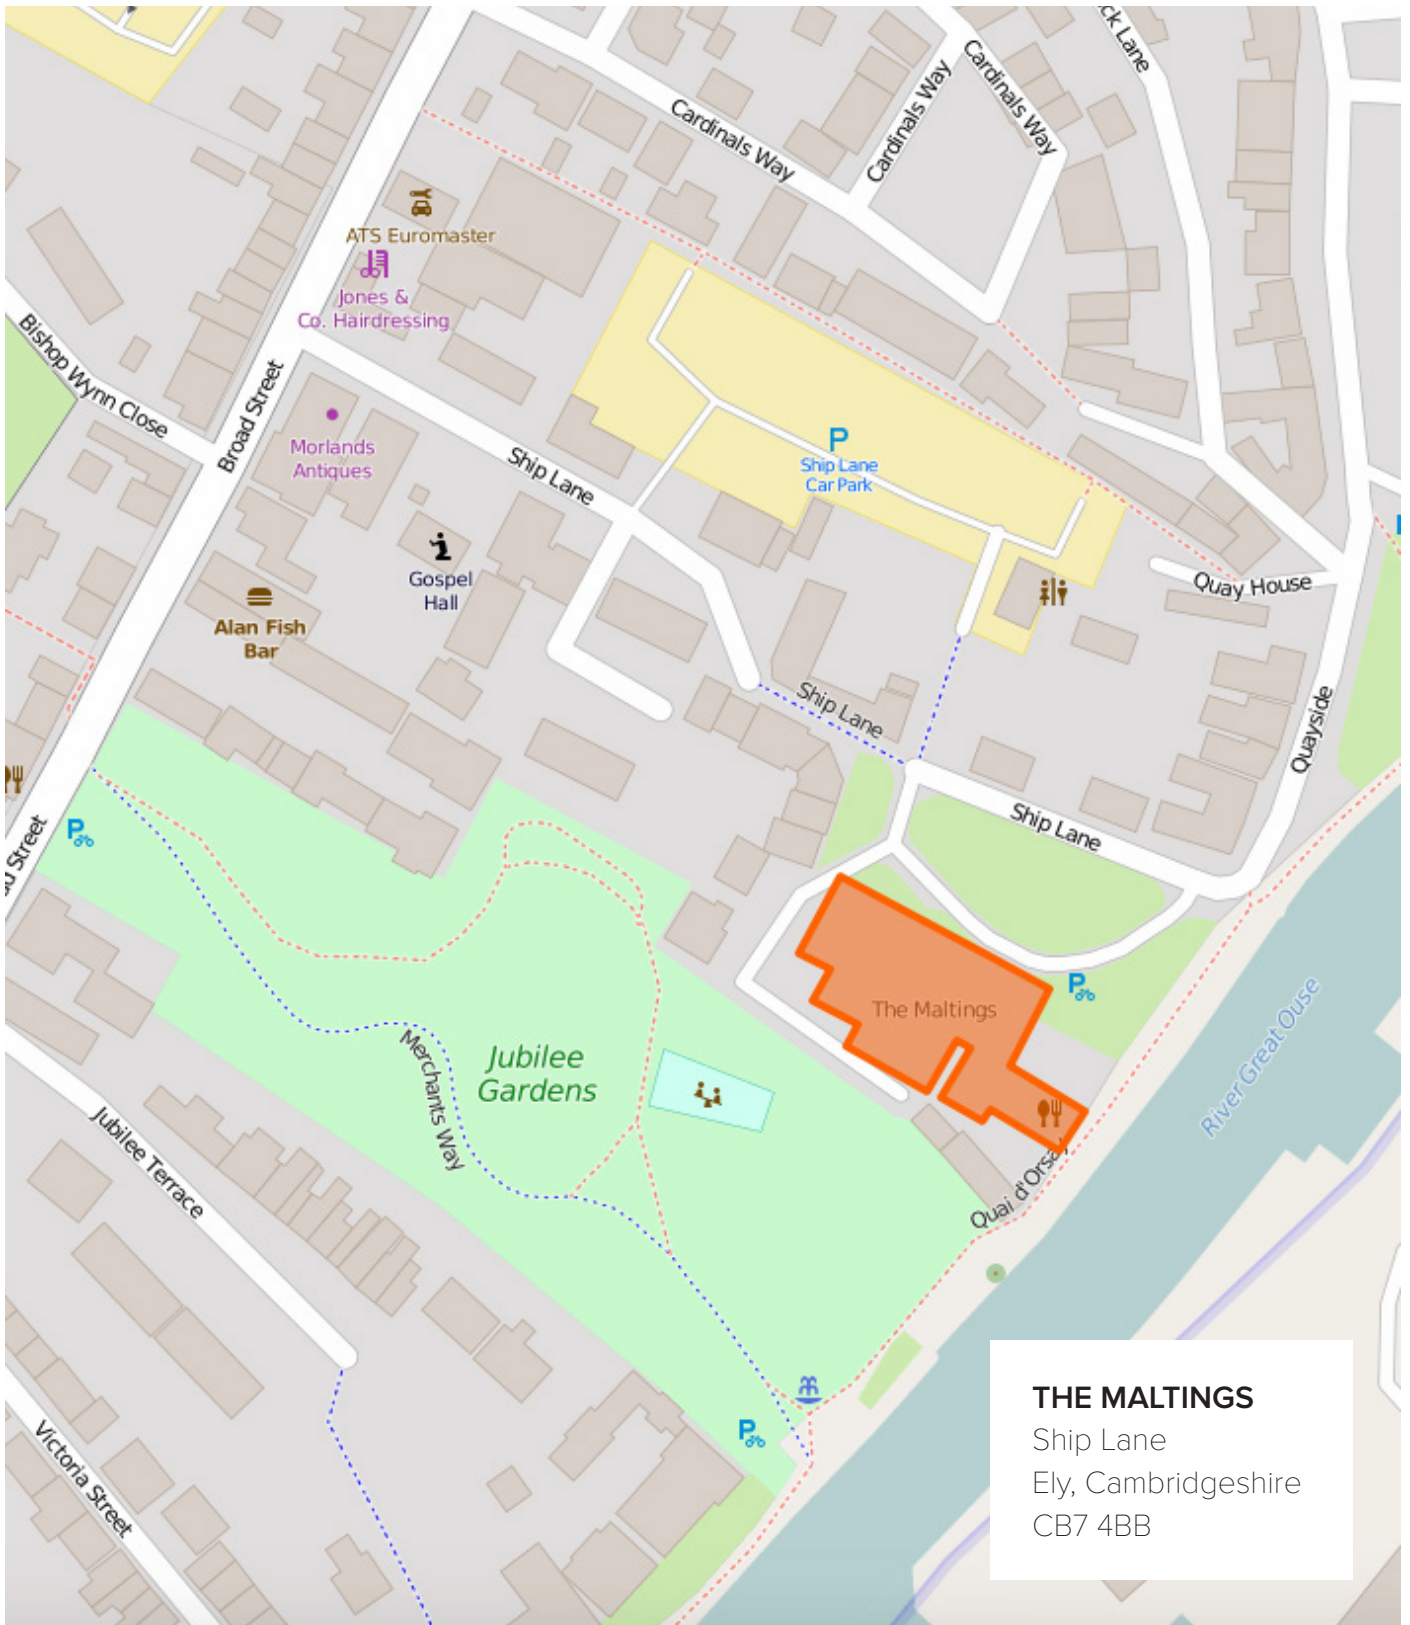 ck Lane
Cardinals Way
Cardinals Way
Cardinals Way
ATS Euromaster
Jones &
Co. Hairdressing
Bishop Wynn Close
Broad Street
Morlands
Antiques
Ship Lane
P
Ship Lane
Car Park
Gospel
Hall
Quay House
Alan Fish
Bar
Ship Lane
Quayside
Ship Lane
P
ad Street
P
The Maltings
River Great Ouse
Jubilee
Gardens
Merchants Way
Jubilee Terrace
Quai d'Orsay
P
Victoria Street
THE MALTINGS
Ship Lane
Ely, Cambridgeshire
CB7 4BB